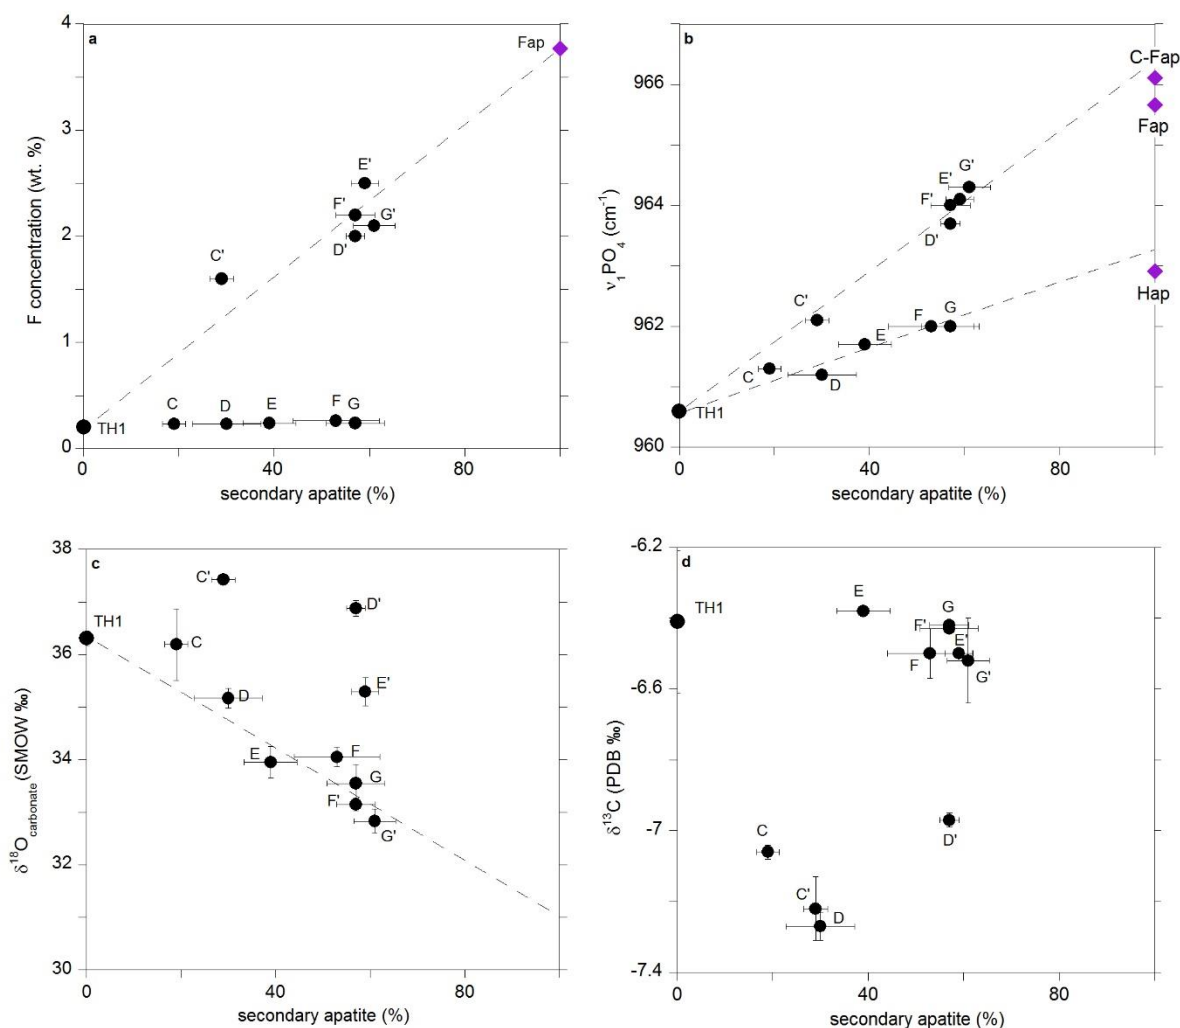 a
4
3
2
1
0
F concentration (wt. %)
Fap
E'
F'
G'
D'
C'
C
D
E
F
G
TH1
0
40
80
secondary apatite (%)
b
966
964
962
960
ν₁PO₄ (cm⁻¹)
C-Fap
Fap
Hap
G'
E'
F'
D'
C'
C
D
E
F
G
TH1
0
40
80
secondary apatite (%)
c
38
36
34
32
30
δ¹⁸O carbonate (SMOW ‰)
C'
TH1
D'
C
D
E'
E
F
G
F'
G'
0
40
80
secondary apatite (%)
d
-6.2
-6.6
-7
-7.4
δ¹³C (PDB ‰)
TH1
E
G
F'
E'
F
G'
C
D'
C'
D
0
40
80
secondary apatite (%)